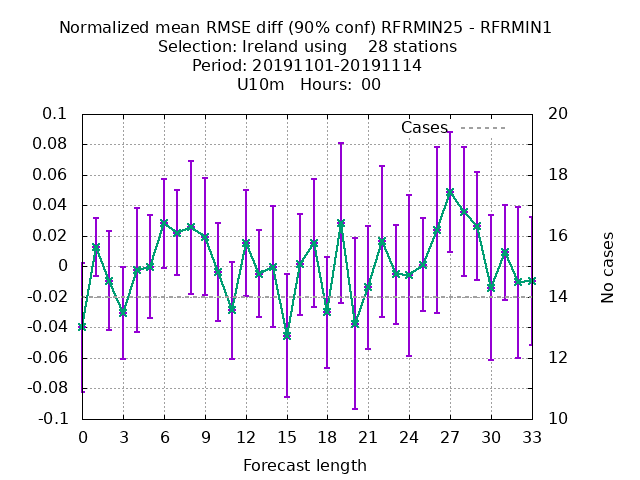 Normalized mean RMSE diff (90% conf) RFRMIN25 - RFRMIN1
Selection: Ireland using    28 stations
Period: 20191101-20191114
U10m   Hours:  00
Cases
0.1
0.08
0.06
0.04
0.02
0
-0.02
-0.04
-0.06
-0.08
-0.1
20
18
16
14
12
10
No cases
0 3 6 9 12 15 18 21 24 27 30 33
Forecast length